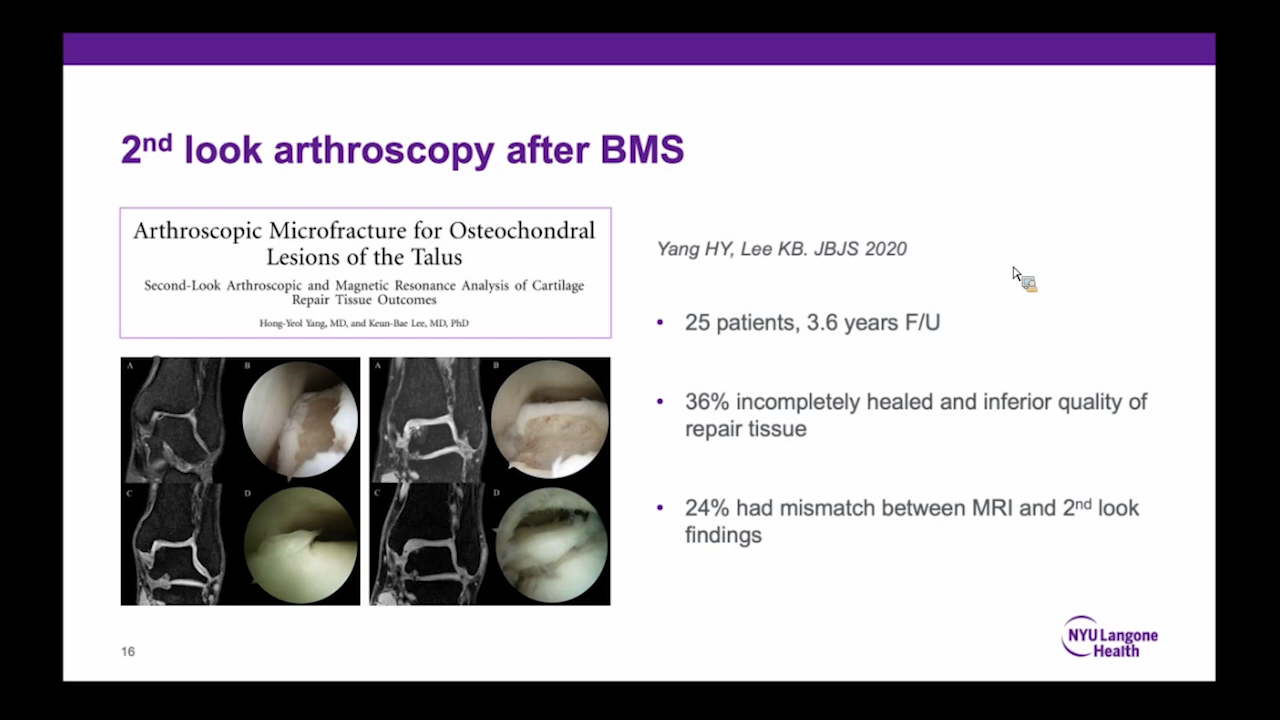 2nd look arthroscopy after BMS
Arthroscopic Microfracture for Osteochondral
Lesions of the Talus
Second-Look Arthroscopic and Magnetic Resonance Analysis of Cartilage
Repair Tissue Outcomes
Hong-Yeol Yang, MD, and Keun-Bae Lee, MD, PhD
A
B
C
D
A
B
C
D
Yang HY, Lee KB. JBJS 2020
• 25 patients, 3.6 years F/U
• 36% incompletely healed and inferior quality of
repair tissue
• 24% had mismatch between MRI and 2nd look
findings
16
NYU Langone
Health